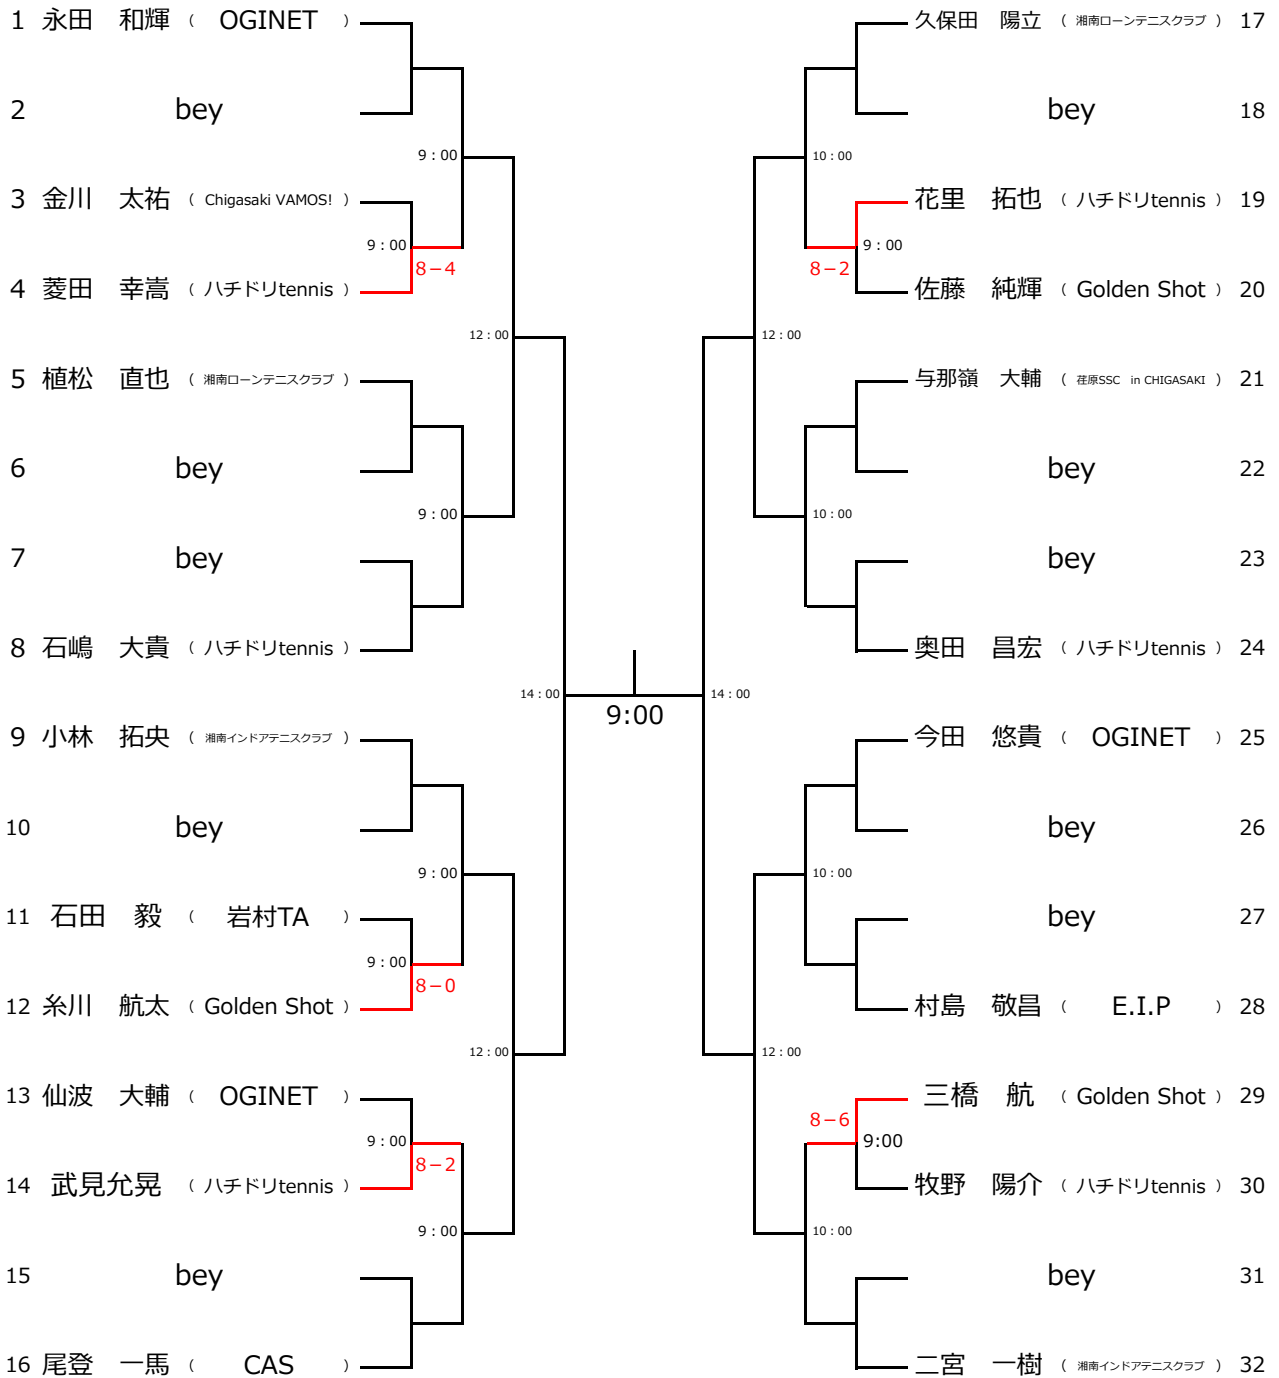 1 永田　和輝 （ OGINET ）
2 bey
9：00
3 金川　太祐 （ Chigasaki VAMOS! ）
9：00
8－4
4 菱田　幸嵩 （ ハチドリtennis ）
12：00
5 植松　直也 （ 湘南ローンテニスクラブ ）
6 bey
9：00
7 bey
8 石嶋　大貴 （ ハチドリtennis ）
14：00
9 小林　拓央 （ 湘南インドアテニスクラブ ）
10 bey
9：00
11 石田　毅 （ 岩村TA ）
9：00
8－0
12 糸川　航太 （ Golden Shot ）
12：00
13 仙波　大輔 （ OGINET ）
9：00
8－2
14 武見允晃 （ ハチドリtennis ）
9：00
15 bey
16 尾登　一馬 （ CAS ）
9:00
久保田　陽立 （ 湘南ローンテニスクラブ ） 17
bey 18
10：00
花里　拓也 （ ハチドリtennis ） 19
9：00
8－2
佐藤　純輝 （ Golden Shot ） 20
12：00
与那嶺　大輔 （ 荏原SSC　in CHIGASAKI ） 21
bey 22
10：00
bey 23
奥田　昌宏 （ ハチドリtennis ） 24
14：00
今田　悠貴 （ OGINET ） 25
bey 26
10：00
bey 27
村島　敬昌 （ E.I.P ） 28
12：00
三橋　航 （ Golden Shot ） 29
8－6
9:00
牧野　陽介 （ ハチドリtennis ） 30
10：00
bey 31
二宮　一樹 （ 湘南インドアテニスクラブ ） 32